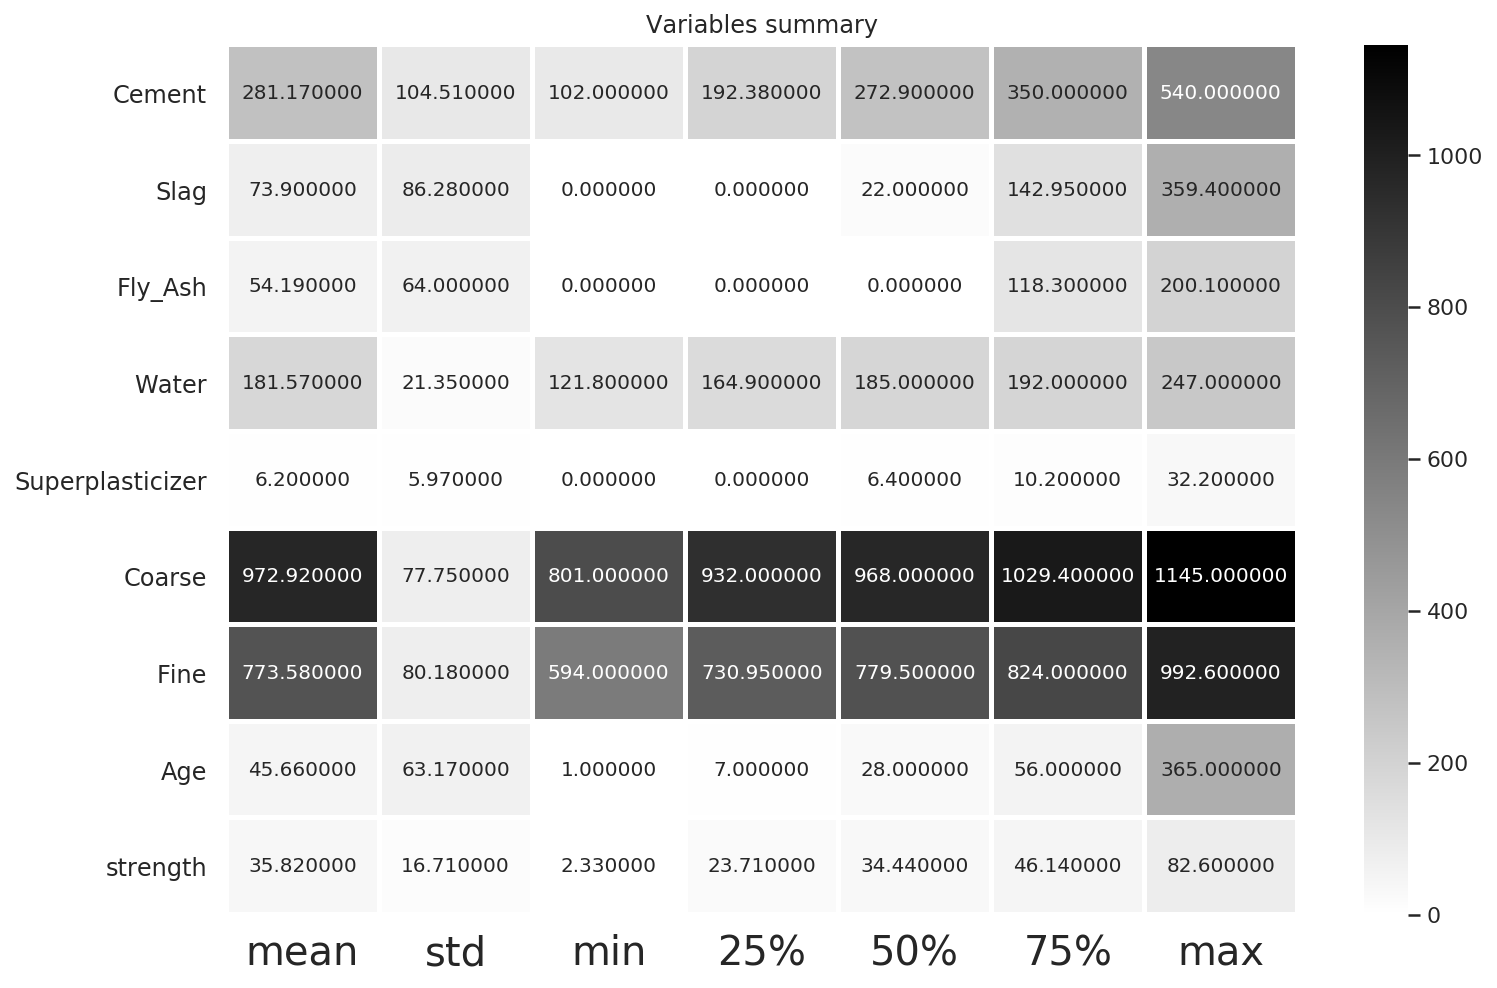 Variables summary
Cement 281.170000 104.510000 102.000000 192.380000 272.900000 350.000000 540.000000
Slag 73.900000 86.280000 0.000000 0.000000 22.000000 142.950000 359.400000
Fly_Ash 54.190000 64.000000 0.000000 0.000000 0.000000 118.300000 200.100000
Water 181.570000 21.350000 121.800000 164.900000 185.000000 192.000000 247.000000
Superplasticizer 6.200000 5.970000 0.000000 0.000000 6.400000 10.200000 32.200000
Coarse 972.920000 77.750000 801.000000 932.000000 968.000000 1029.400000 1145.000000
Fine 773.580000 80.180000 594.000000 730.950000 779.500000 824.000000 992.600000
Age 45.660000 63.170000 1.000000 7.000000 28.000000 56.000000 365.000000
strength 35.820000 16.710000 2.330000 23.710000 34.440000 46.140000 82.600000
mean std min 25% 50% 75% max
1000
800
600
400
200
0